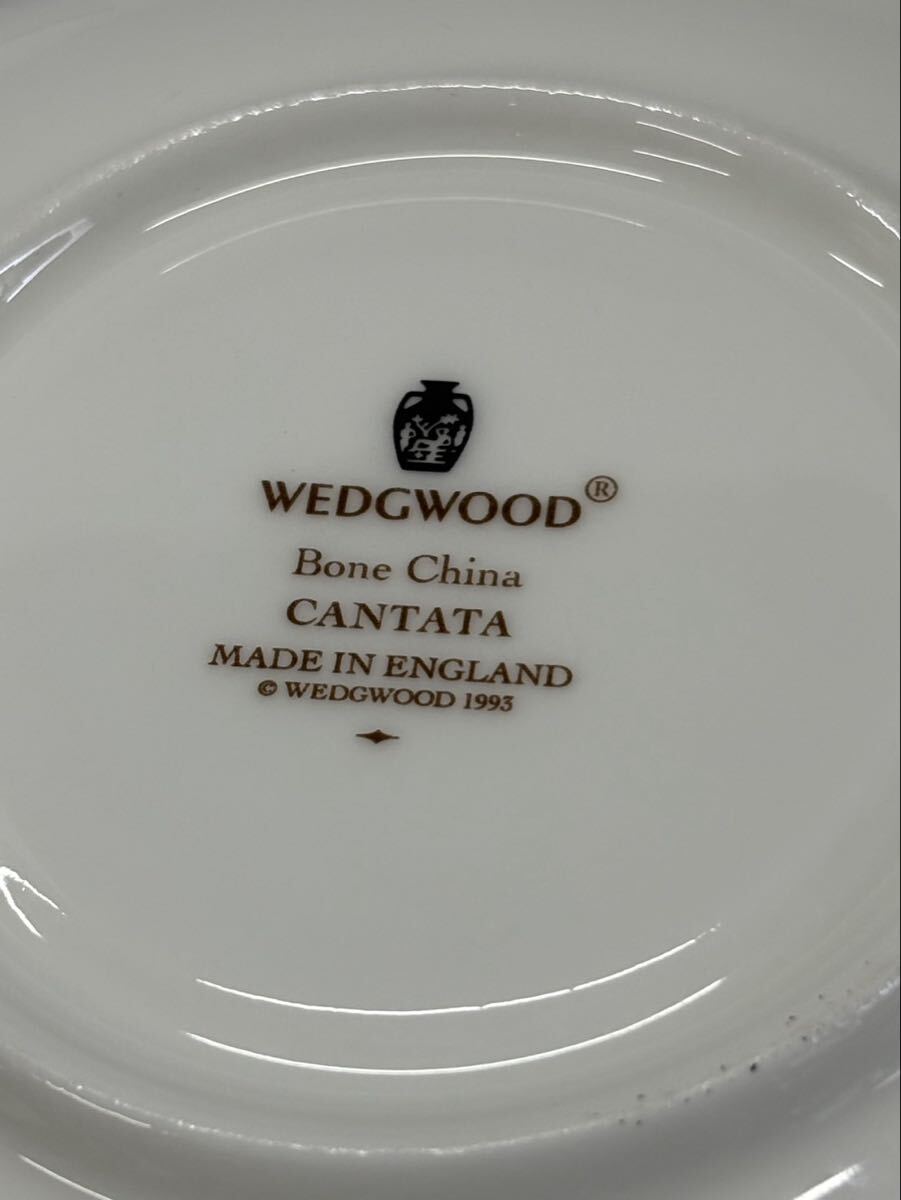 WEDGWOOD®
Bone China
CANTATA
MADE IN ENGLAND
© WEDGWOOD 1993